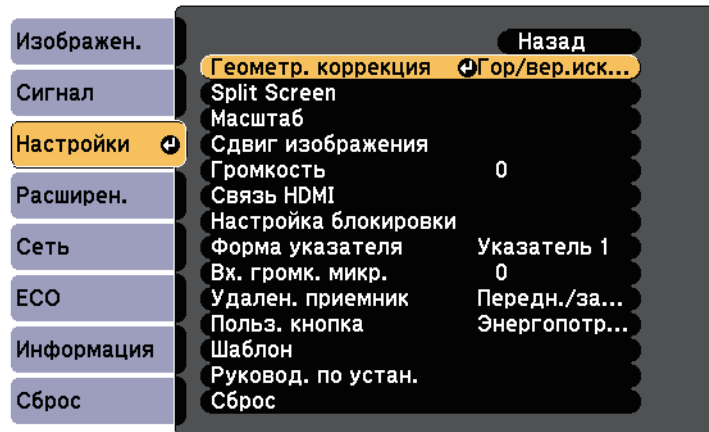 Изображен.
Сигнал
Настройки
Расширен.
Сеть
ECO
Информация
Сброс
Назад
Геометр. коррекция Гор/вер.иск...
Split Screen
Масштаб
Сдвиг изображения
Громкость 0
Связь HDMI
Настройка блокировки
Форма указателя Указатель 1
Вх. громк. микр. 0
Удален. приемник Передн./за...
Польз. кнопка Энергопотр...
Шаблон
Руковод. по устан.
Сброс